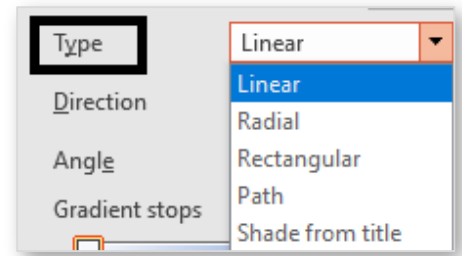 Type Linear
Linear
Direction
Radial
Angle Rectangular
Path
Gradient stops
Shade from title